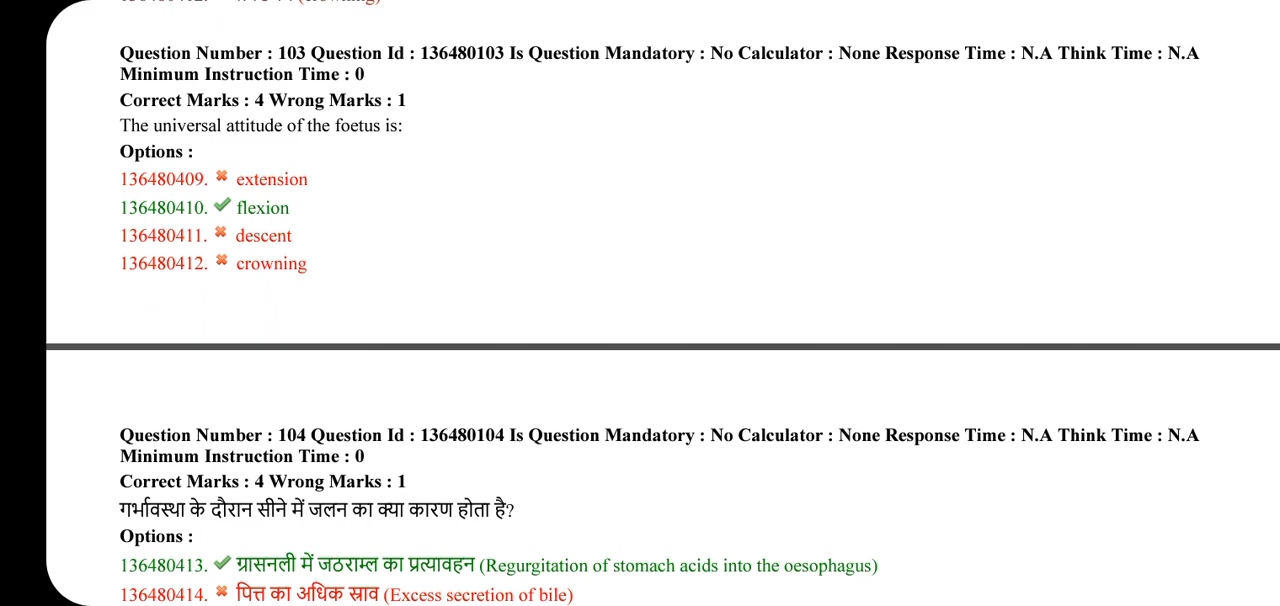 Question Number : 103 Question Id : 136480103 Is Question Mandatory : No Calculator : None Response Time : N.A Think Time : N.A
Minimum Instruction Time : 0
Correct Marks : 4 Wrong Marks : 1
The universal attitude of the foetus is:
Options :
136480409. ✖ extension
136480410. ✔ flexion
136480411. ✖ descent
136480412. ✖ crowning
Question Number : 104 Question Id : 136480104 Is Question Mandatory : No Calculator : None Response Time : N.A Think Time : N.A
Minimum Instruction Time : 0
Correct Marks : 4 Wrong Marks : 1
गर्भावस्था के दौरान सीने में जलन का क्या कारण होता है?
Options :
136480413. ✔ ग्रासनली में जठराम्ल का प्रत्यावहन (Regurgitation of stomach acids into the oesophagus)
136480414. ✖ पित्त का अधिक स्राव (Excess secretion of bile)